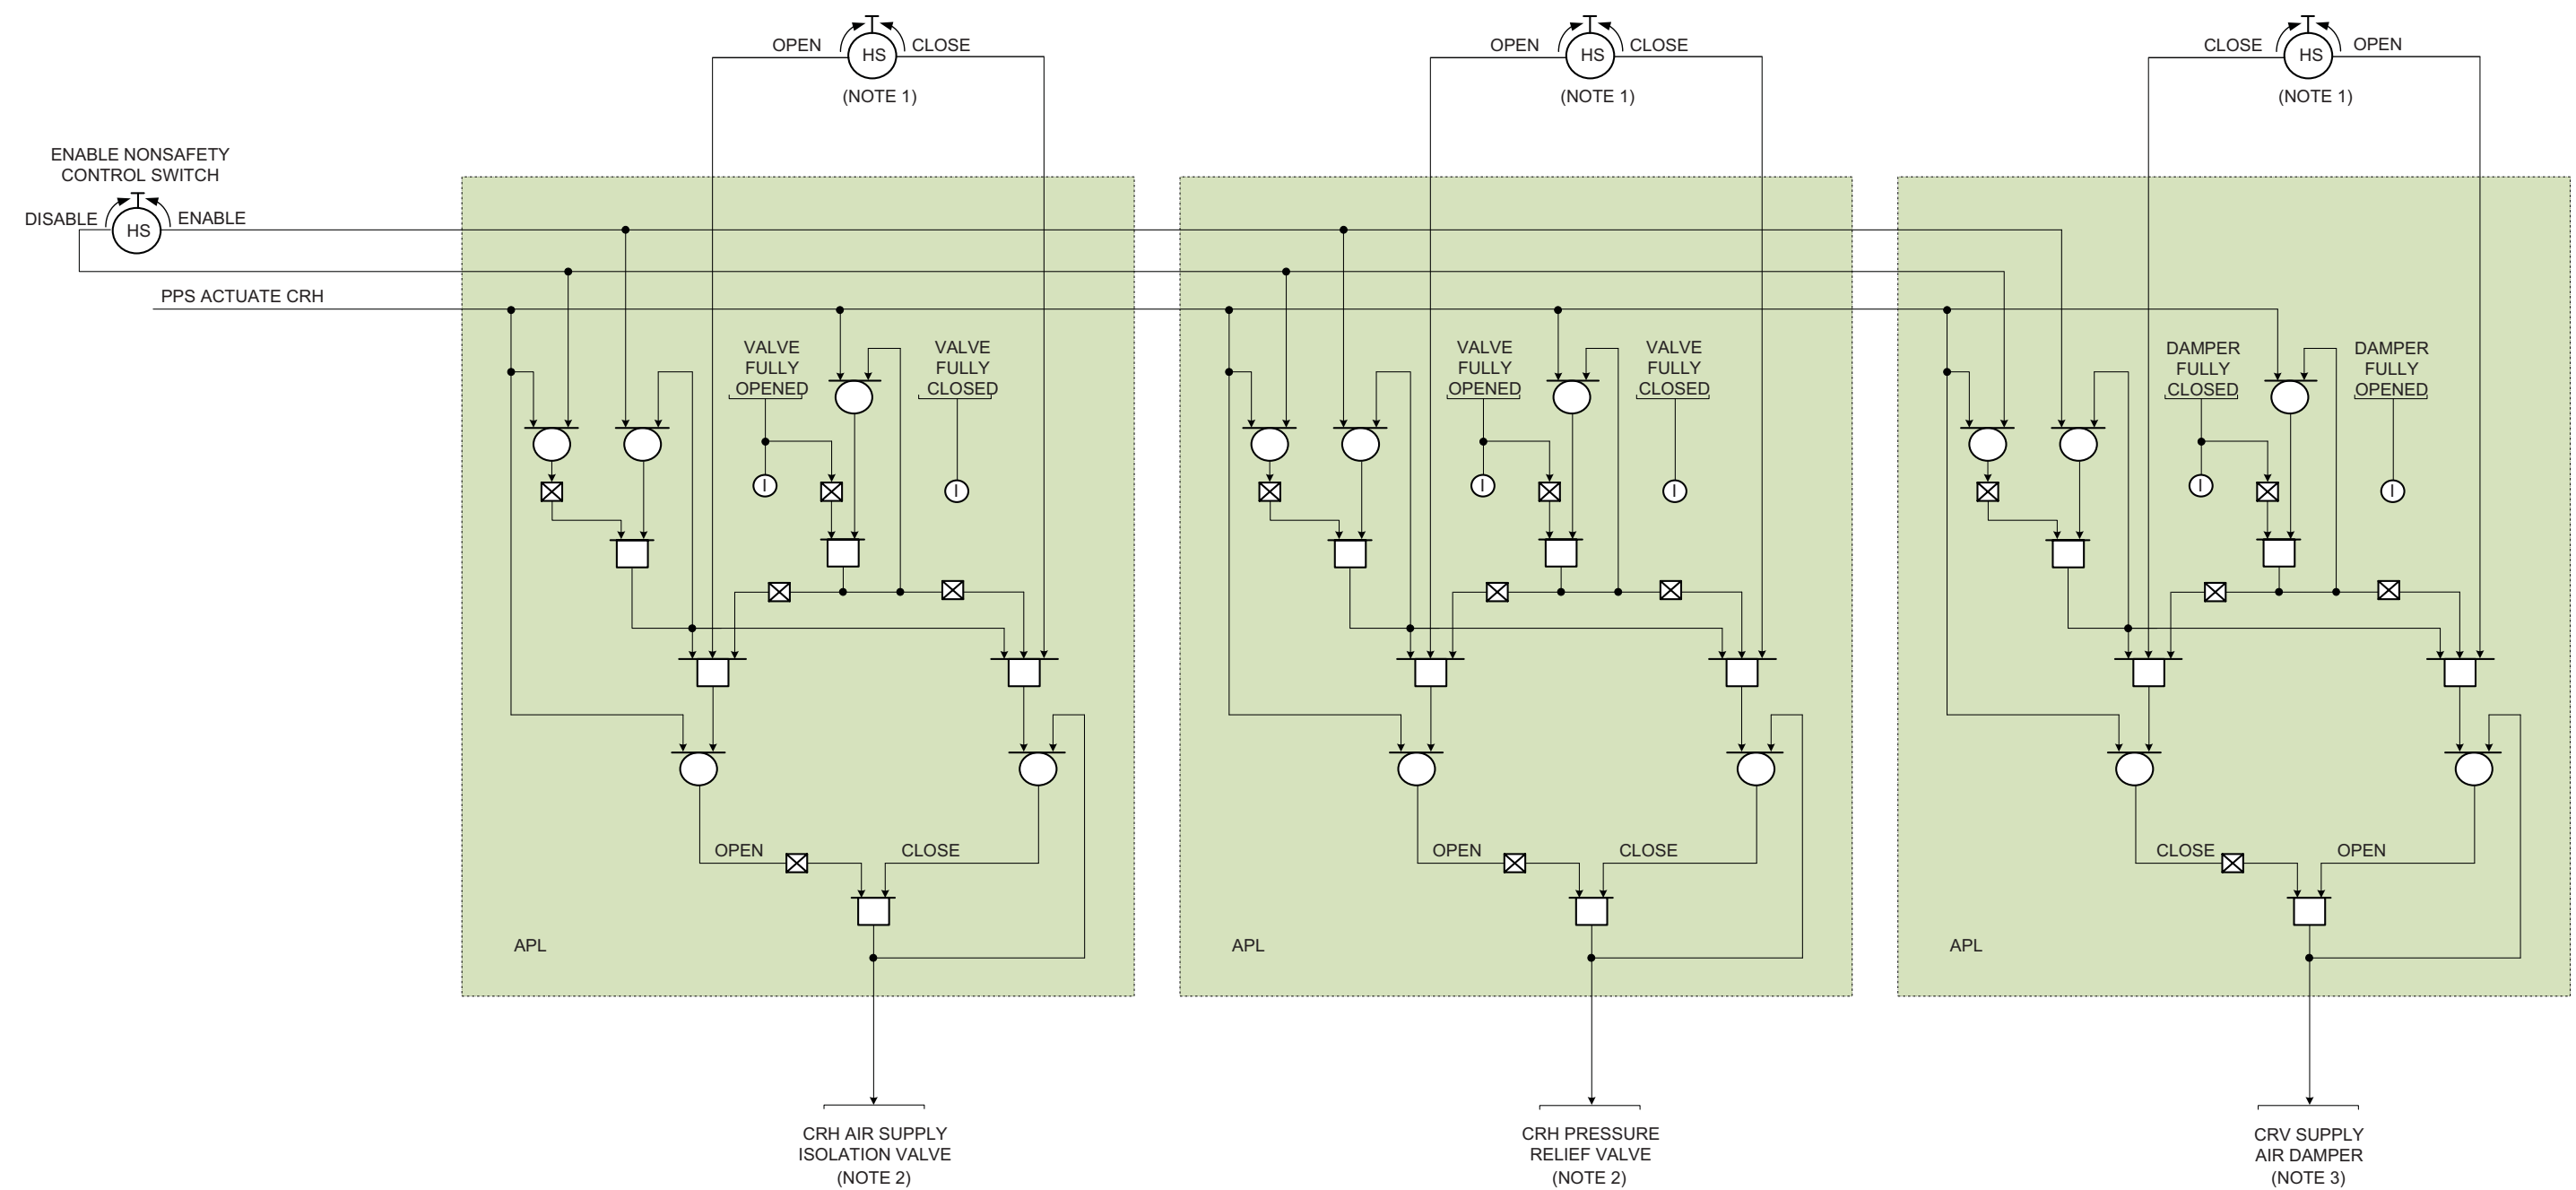 OPEN
HS
CLOSE
(NOTE 1)
OPEN
HS
CLOSE
(NOTE 1)
CLOSE
HS
OPEN
(NOTE 1)
ENABLE NONSAFETY
CONTROL SWITCH
DISABLE
HS
ENABLE
PPS ACTUATE CRH
VALVE
FULLY
OPENED
VALVE
FULLY
CLOSED
I
I
OPEN
CLOSE
APL
VALVE
FULLY
OPENED
VALVE
FULLY
CLOSED
I
I
OPEN
CLOSE
APL
DAMPER
FULLY
CLOSED
DAMPER
FULLY
OPENED
I
I
CLOSE
OPEN
APL
CRH AIR SUPPLY
ISOLATION VALVE
(NOTE 2)
CRH PRESSURE
RELIEF VALVE
(NOTE 2)
CRV SUPPLY
AIR DAMPER
(NOTE 3)